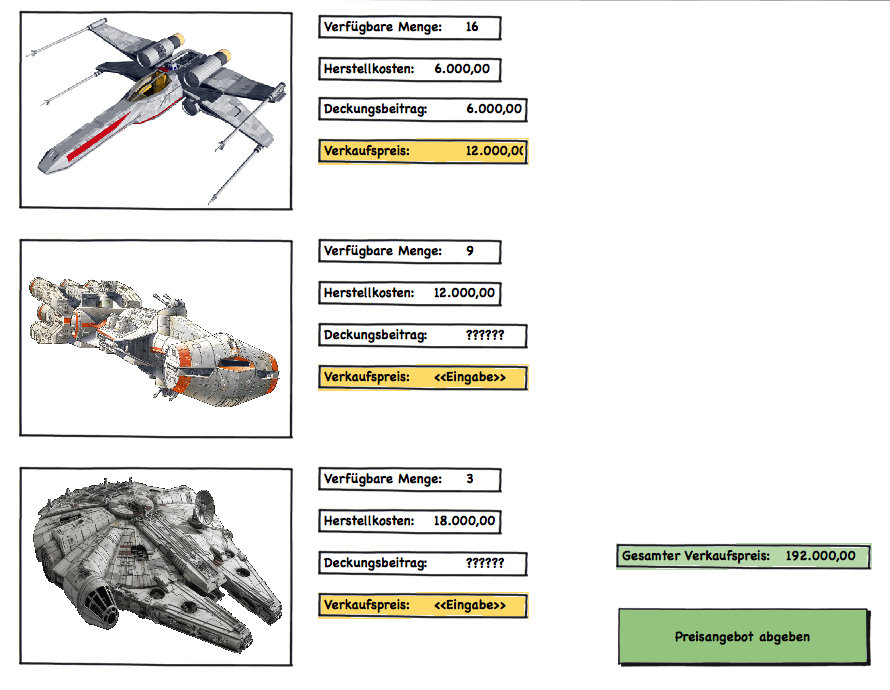 Verfügbare Menge: 16
Herstellkosten: 6.000,00
Deckungsbeitrag: 6.000,00
Verkaufspreis: 12.000,0(
Verfügbare Menge: 9
Herstellkosten: 12.000,00
Deckungsbeitrag: ??????
Verkaufspreis: <<Eingabe>>
Verfügbare Menge: 3
Herstellkosten: 18.000,00
Deckungsbeitrag: ??????
Verkaufspreis: <<Eingabe>>
Gesamter Verkaufspreis: 192.000,00
Preisangebot abgeben